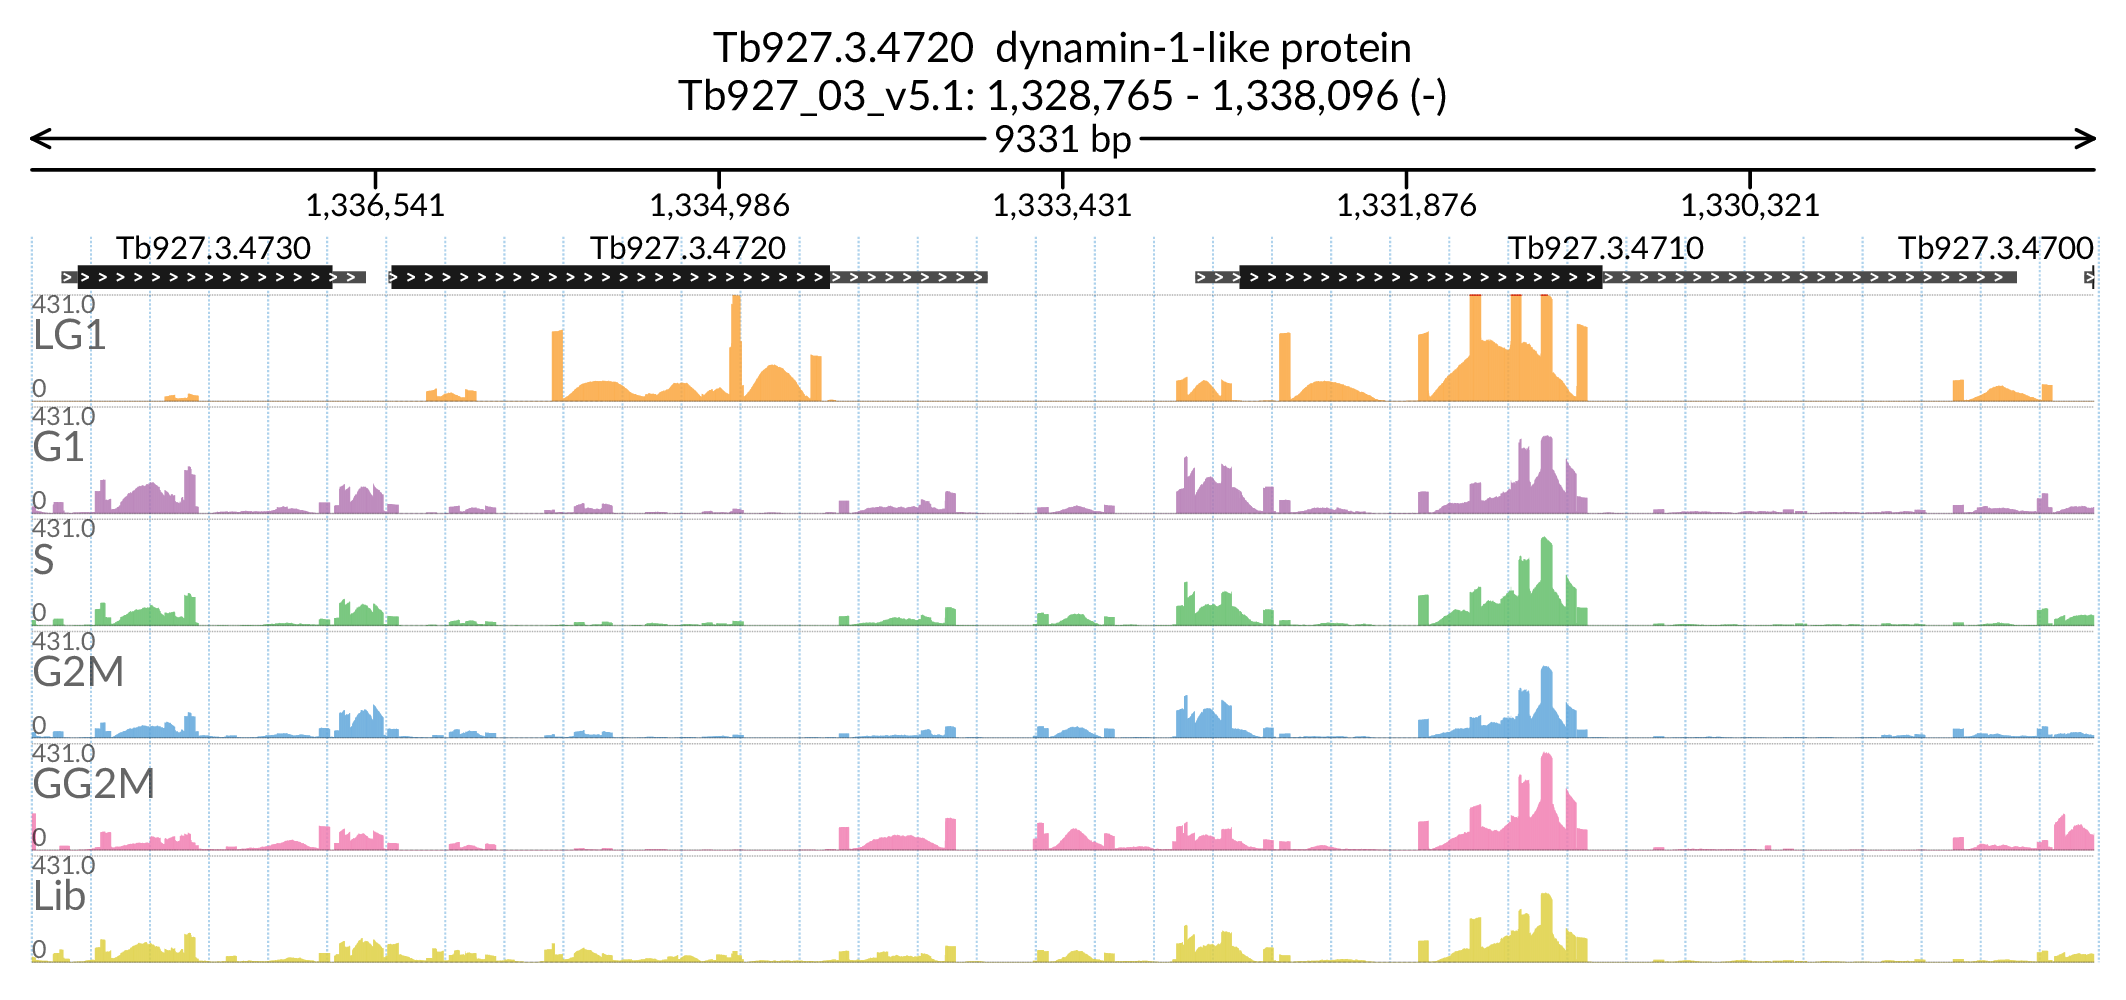 Tb927.3.4720 dynamin-1-like protein
Tb927_03_v5.1: 1,328,765 - 1,338,096 (-)
9331 bp
1,336,541 1,334,986 1,333,431 1,331,876 1,330,321
Tb927.3.4730 Tb927.3.4720 Tb927.3.4710 Tb927.3.4700
431.0
LG1
0
431.0
G1
0
431.0
S
0
431.0
G2M
0
431.0
GG2M
0
431.0
Lib
0